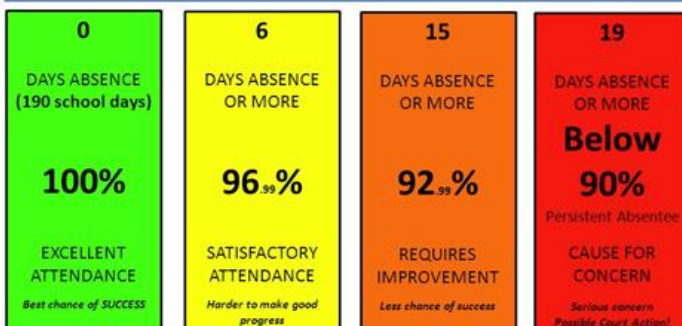 0
DAYS ABSENCE
(190 school days)
100%
EXCELLENT
ATTENDANCE
Best chance of SUCCESS
6
DAYS ABSENCE
OR MORE
96.99%
SATISFACTORY
ATTENDANCE
Harder to make good
progress
15
DAYS ABSENCE
OR MORE
92.99%
REQUIRES
IMPROVEMENT
Less chance of success
19
DAYS ABSENCE
OR MORE
Below
90%
Persistent Absentee
CAUSE FOR
CONCERN
Serious concern
Possible Court Action!